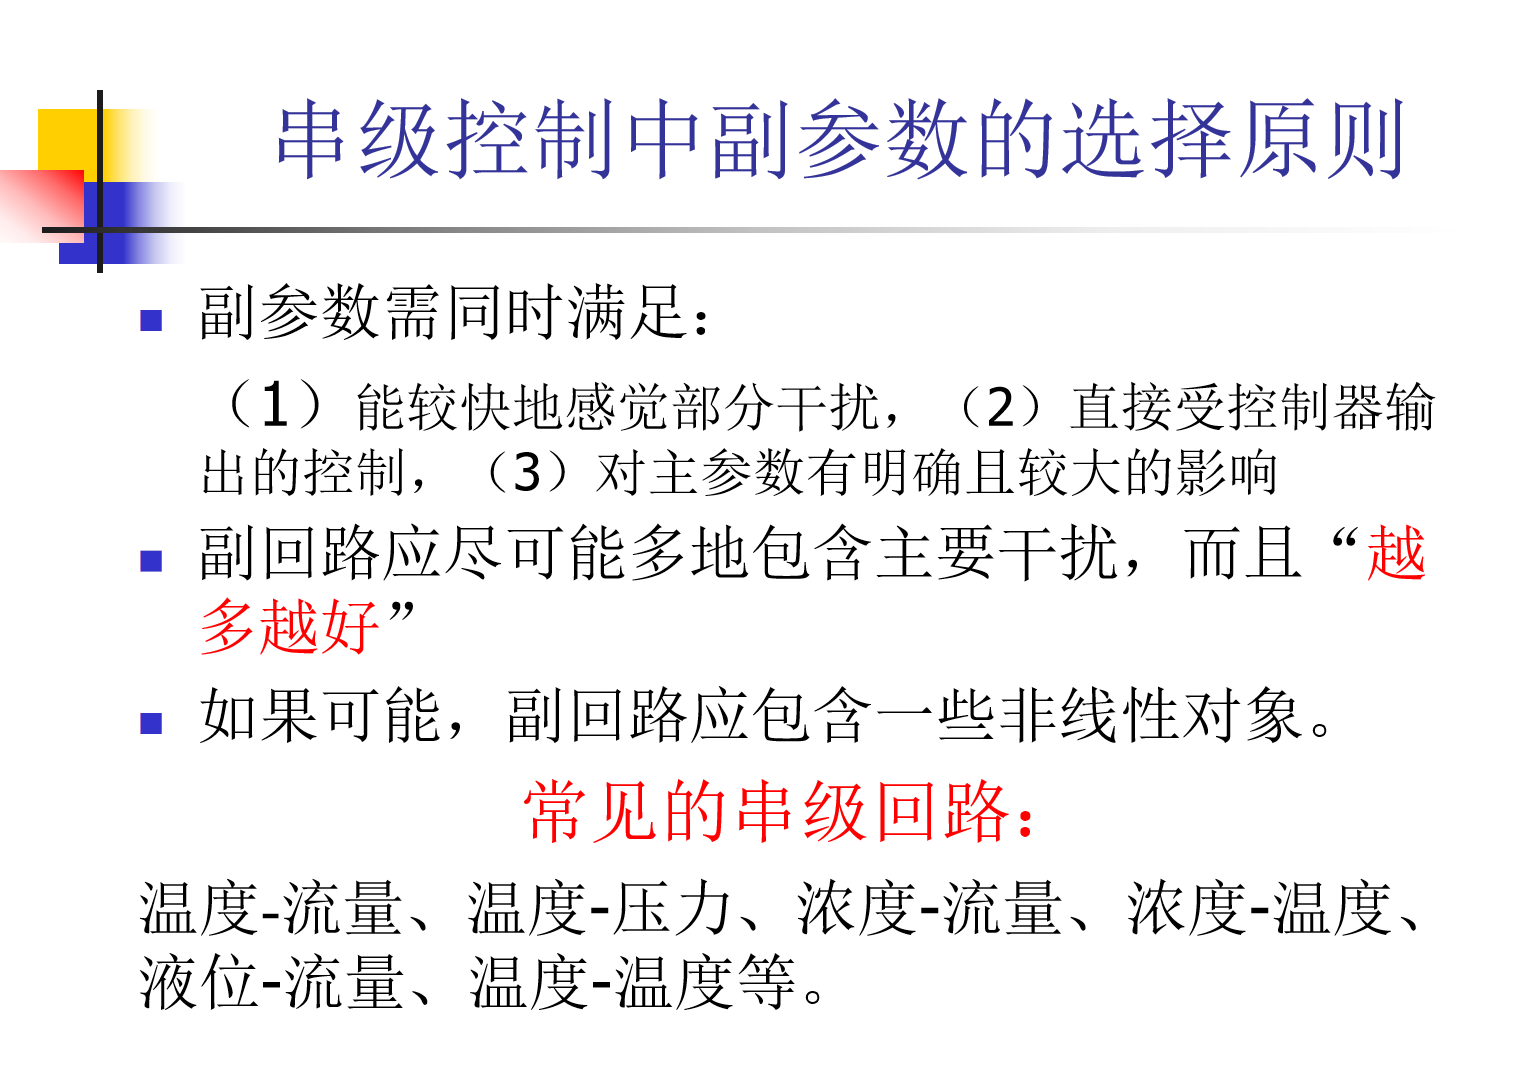 串级控制中副参数的选择原则
副参数需同时满足：
（1）能较快地感觉部分干扰，（2）直接受控制器输
出的控制，（3）对主参数有明确且较大的影响
副回路应尽可能多地包含主要干扰，而且“越
多越好”
如果可能，副回路应包含一些非线性对象。
常见的串级回路：
温度-流量、温度-压力、浓度-流量、浓度-温度、
液位-流量、温度-温度等。